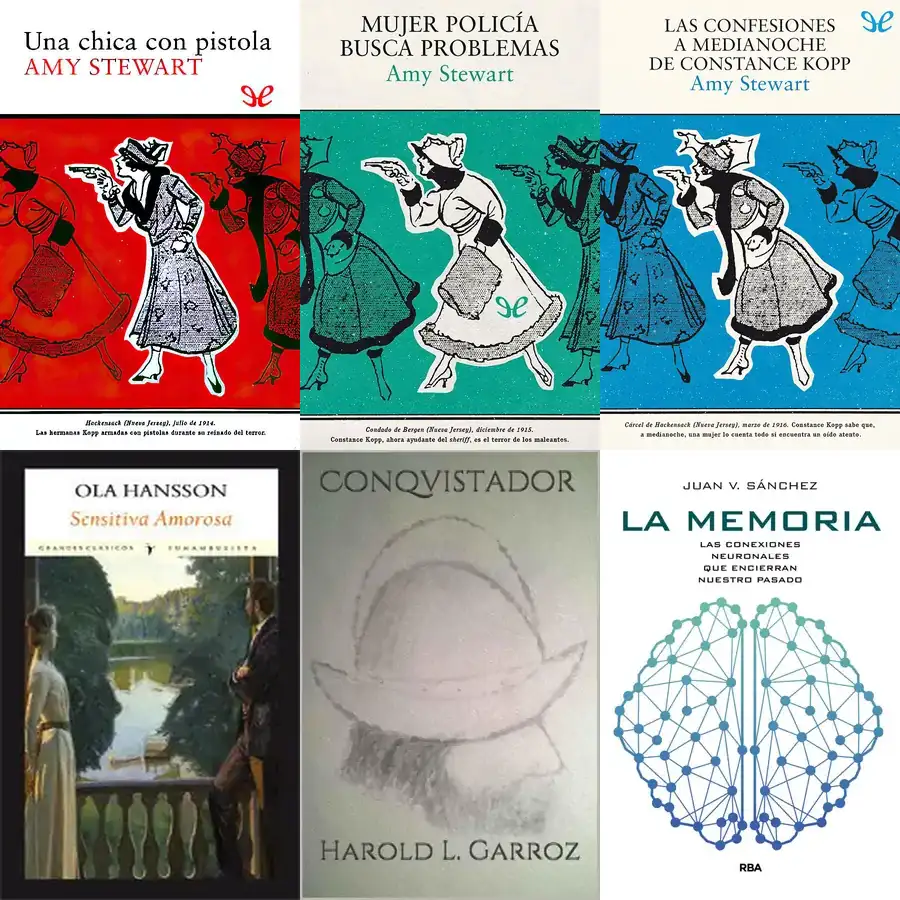 Una chica con pistola
AMY STEWART
Hackensack (Nueva Jersey), julio de 1914.
Las hermanas Kopp armadas con pistolas durante su reinado del terror.
MUJER POLICÍA
BUSCA PROBLEMAS
Amy Stewart
Condado de Bergen (Nueva Jersey), diciembre de 1915.
Constance Kopp, ahora ayudante del sheriff, es el terror de los maleantes.
LAS CONFESIONES
A MEDIANOCHE
DE CONSTANCE KOPP
Amy Stewart
Cárcel de Hackensack (Nueva Jersey), marzo de 1916. Constance Kopp sabe que,
a medianoche, una mujer lo cuenta todo si encuentra un oído atento.
OLA HANSSON
Sensitiva Amorosa
GRANDES CLÁSICOS FUNAMBULISTA
CONQVISTADOR
HAROLD L. GARROZ
JUAN V. SÁNCHEZ
LA MEMORIA
LAS CONEXIONES
NEURONALES
QUE ENCIERRAN
NUESTRO PASADO
RBA